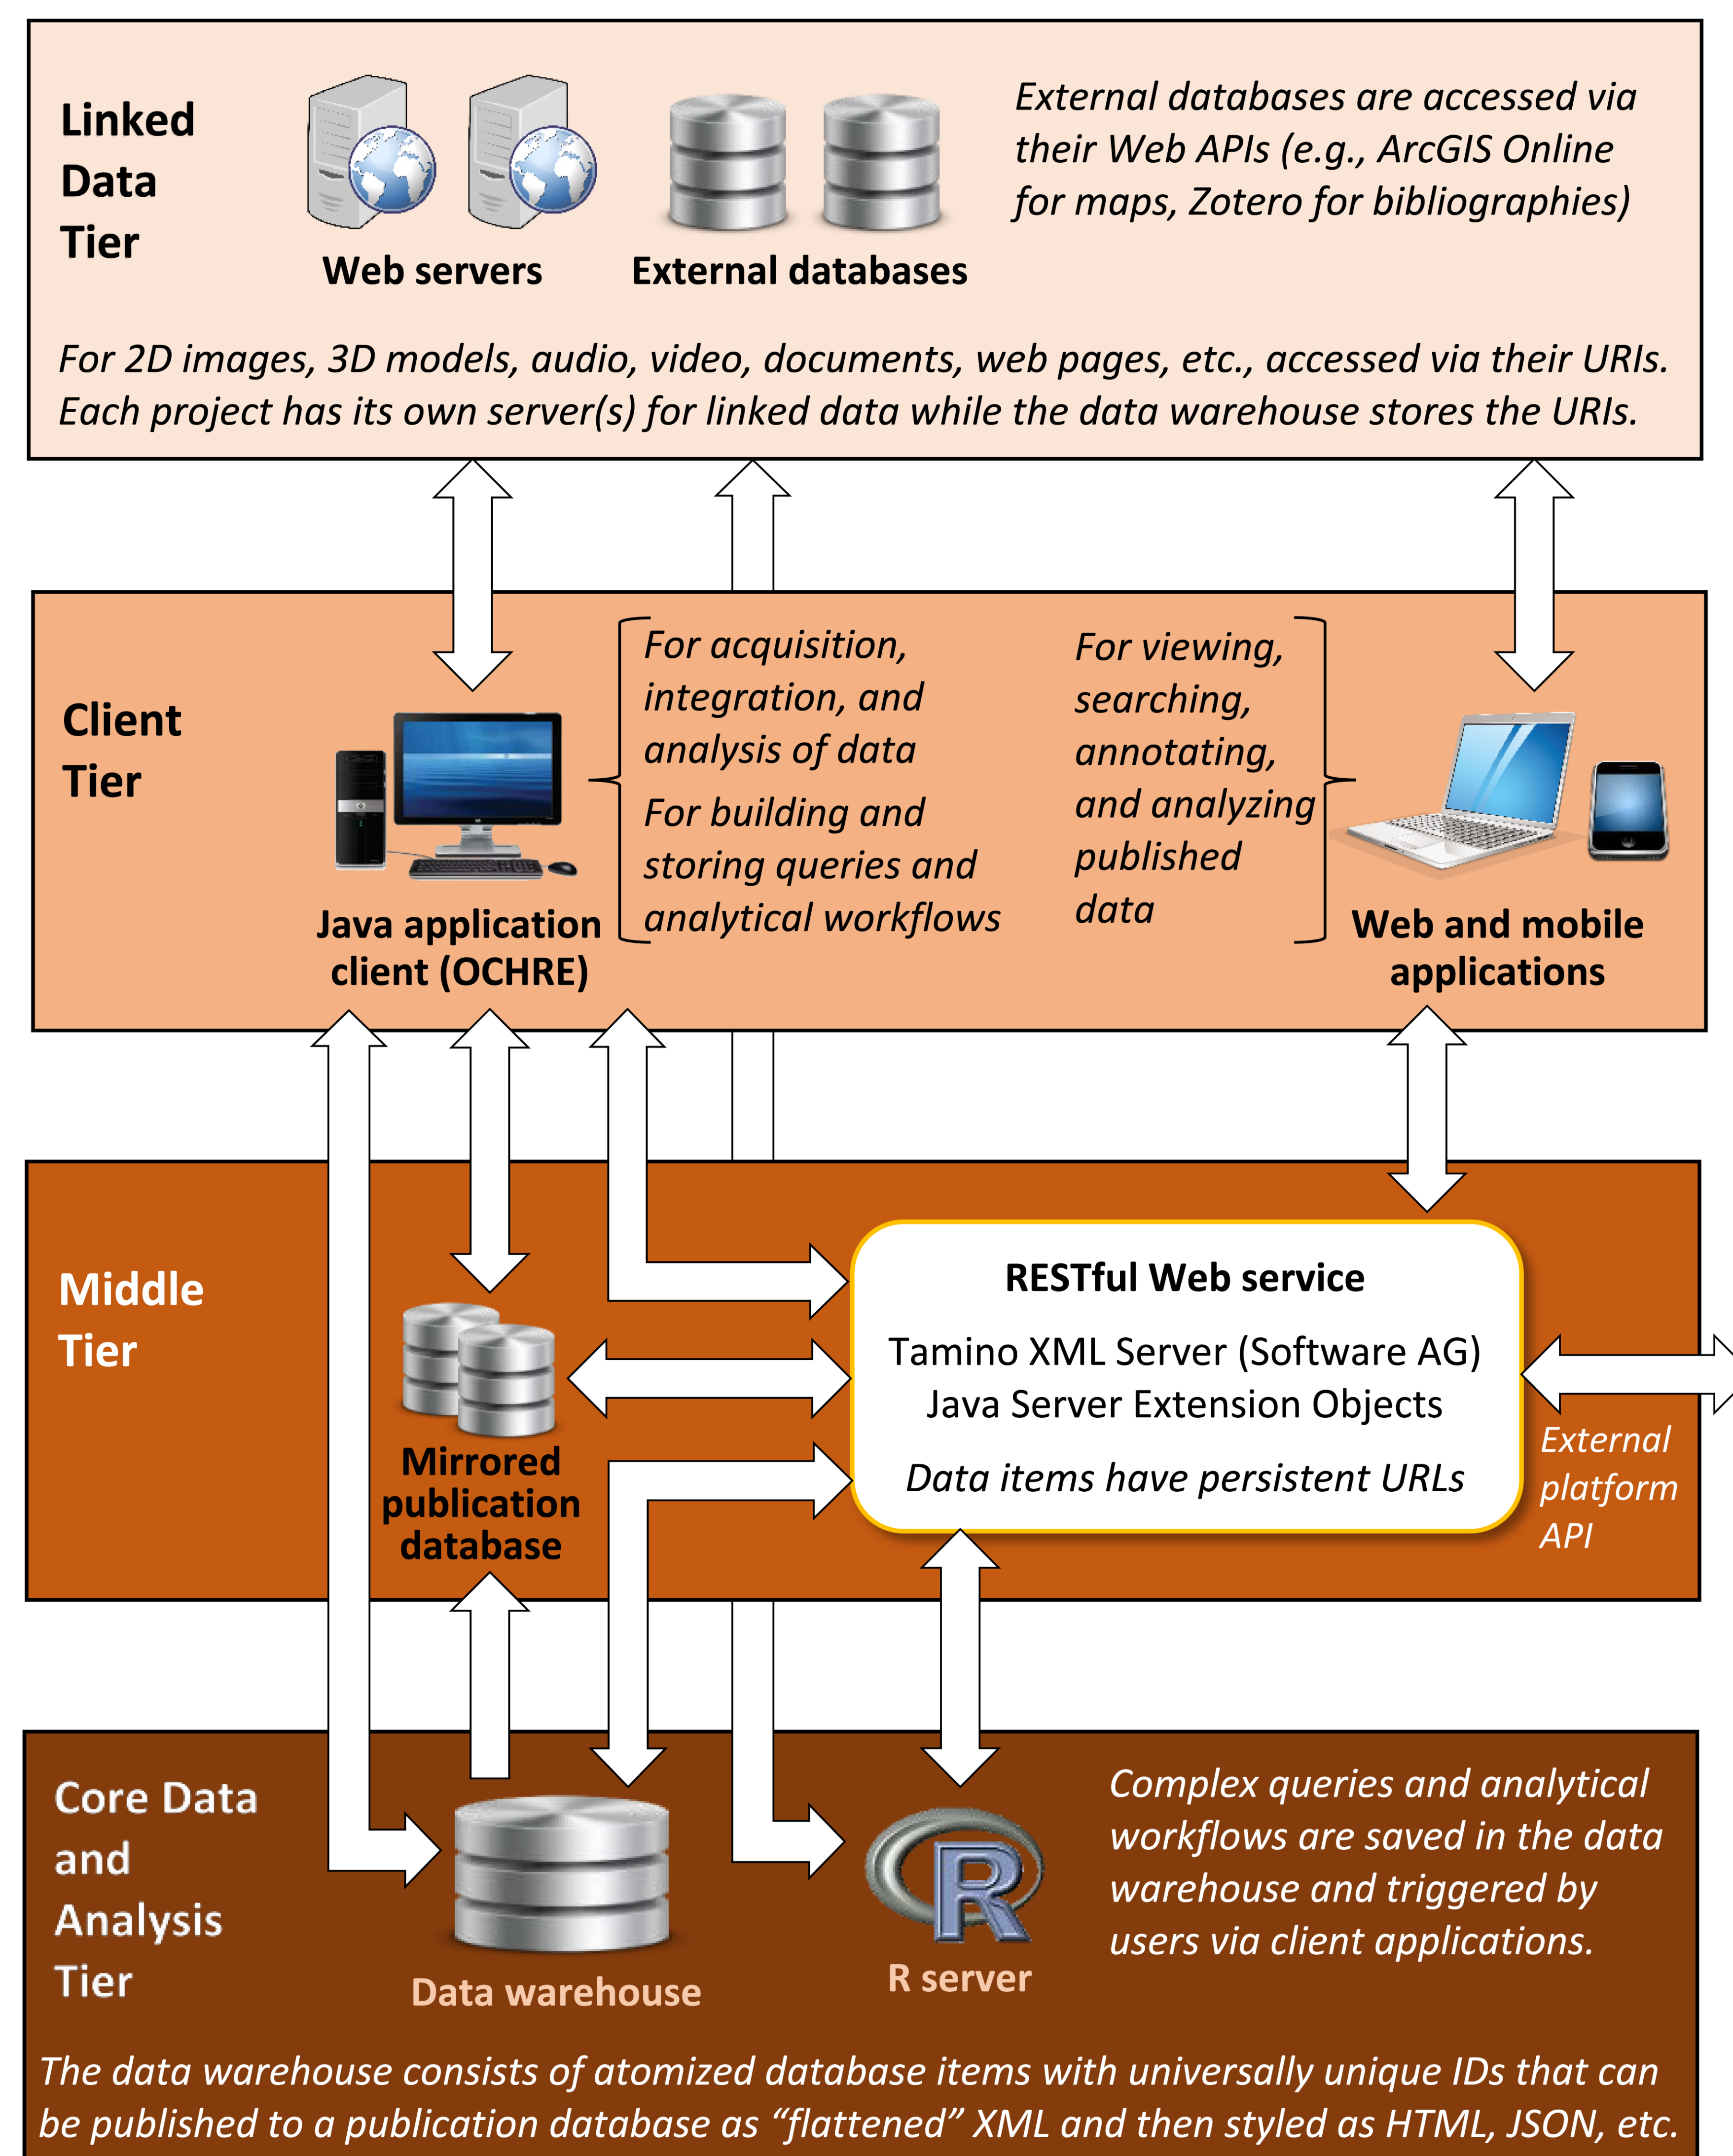 Linked
Data
Tier
Web servers
External databases
External databases are accessed via
their Web APIs (e.g., ArcGIS Online
for maps, Zotero for bibliographies)
For 2D images, 3D models, audio, video, documents, web pages, etc., accessed via their URIs.
Each project has its own server(s) for linked data while the data warehouse stores the URIs.
Client
Tier
Java application
client (OCHRE)
For acquisition,
integration, and
analysis of data
For building and
storing queries and
analytical workflows
For viewing,
searching,
annotating,
and analyzing
published
data
Web and mobile
applications
Middle
Tier
Mirrored
publication
database
RESTful Web service
Tamino XML Server (Software AG)
Java Server Extension Objects
Data items have persistent URLs
External
platform
API
Core Data
and
Analysis
Tier
Data warehouse
R
R server
Complex queries and analytical
workflows are saved in the data
warehouse and triggered by
users via client applications.
The data warehouse consists of atomized database items with universally unique IDs that can
be published to a publication database as “flattened” XML and then styled as HTML, JSON, etc.